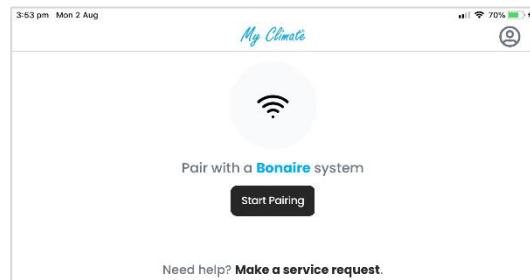 3:53 pm Mon 2 Aug 70%
My Climate
Pair with a Bonaire system
Start Pairing
Need help? Make a service request.